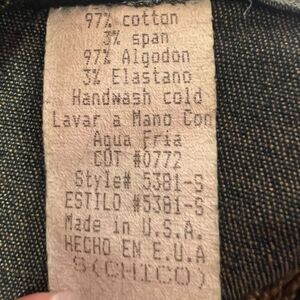 97% cotton
3% span
97% Algodon
3% Elastano
Handwash cold
Lavar a Mano Con
Agua Fria
CUT #0772
Style# 5381-S
ESTILO #5381-S
Made in U.S.A.
HECHO EN E.U.A
S(CHICO)